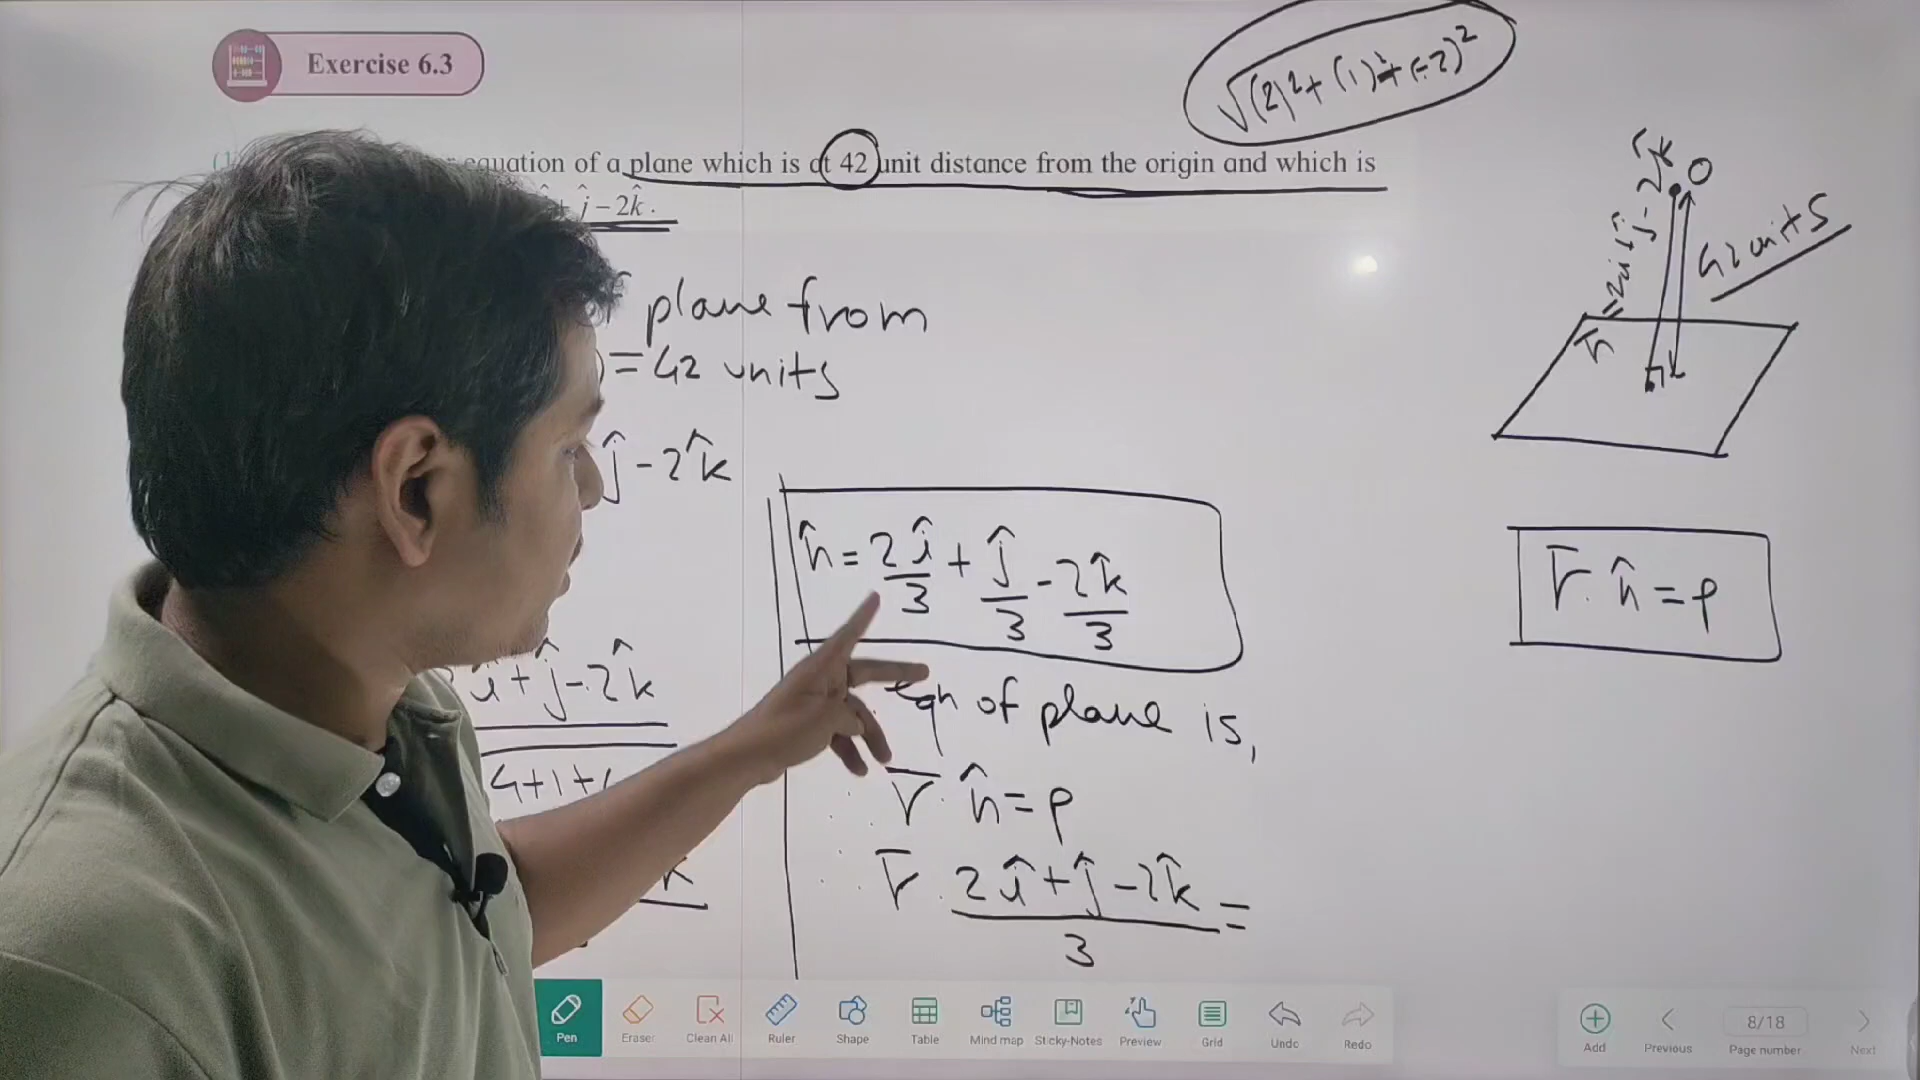 Exercise 6.3
√(2)²+(1)²+(-2)²
equation of a plane which is at 42 unit distance from the origin and which is
+ ĵ − 2k̂ .
O
n̄ = 2î+ĵ-2k̂
42 units
plane from
= 42 units
ĵ - 2k̂
n̂ = 2î/3 + ĵ/3 - 2k̂/3
r̄. n̂ = p
2î+ĵ-2k̂
4+1+
eqn of plane is,
r̄. n̂ = p
k
r̄. 2î+ĵ-2k̂/3 =
Pen
Eraser
Clean All
Ruler
Shape
Table
Mind map
Sticky-Notes
Preview
Grid
Undo
Redo
Add
Previous
8/18
Page number
Next